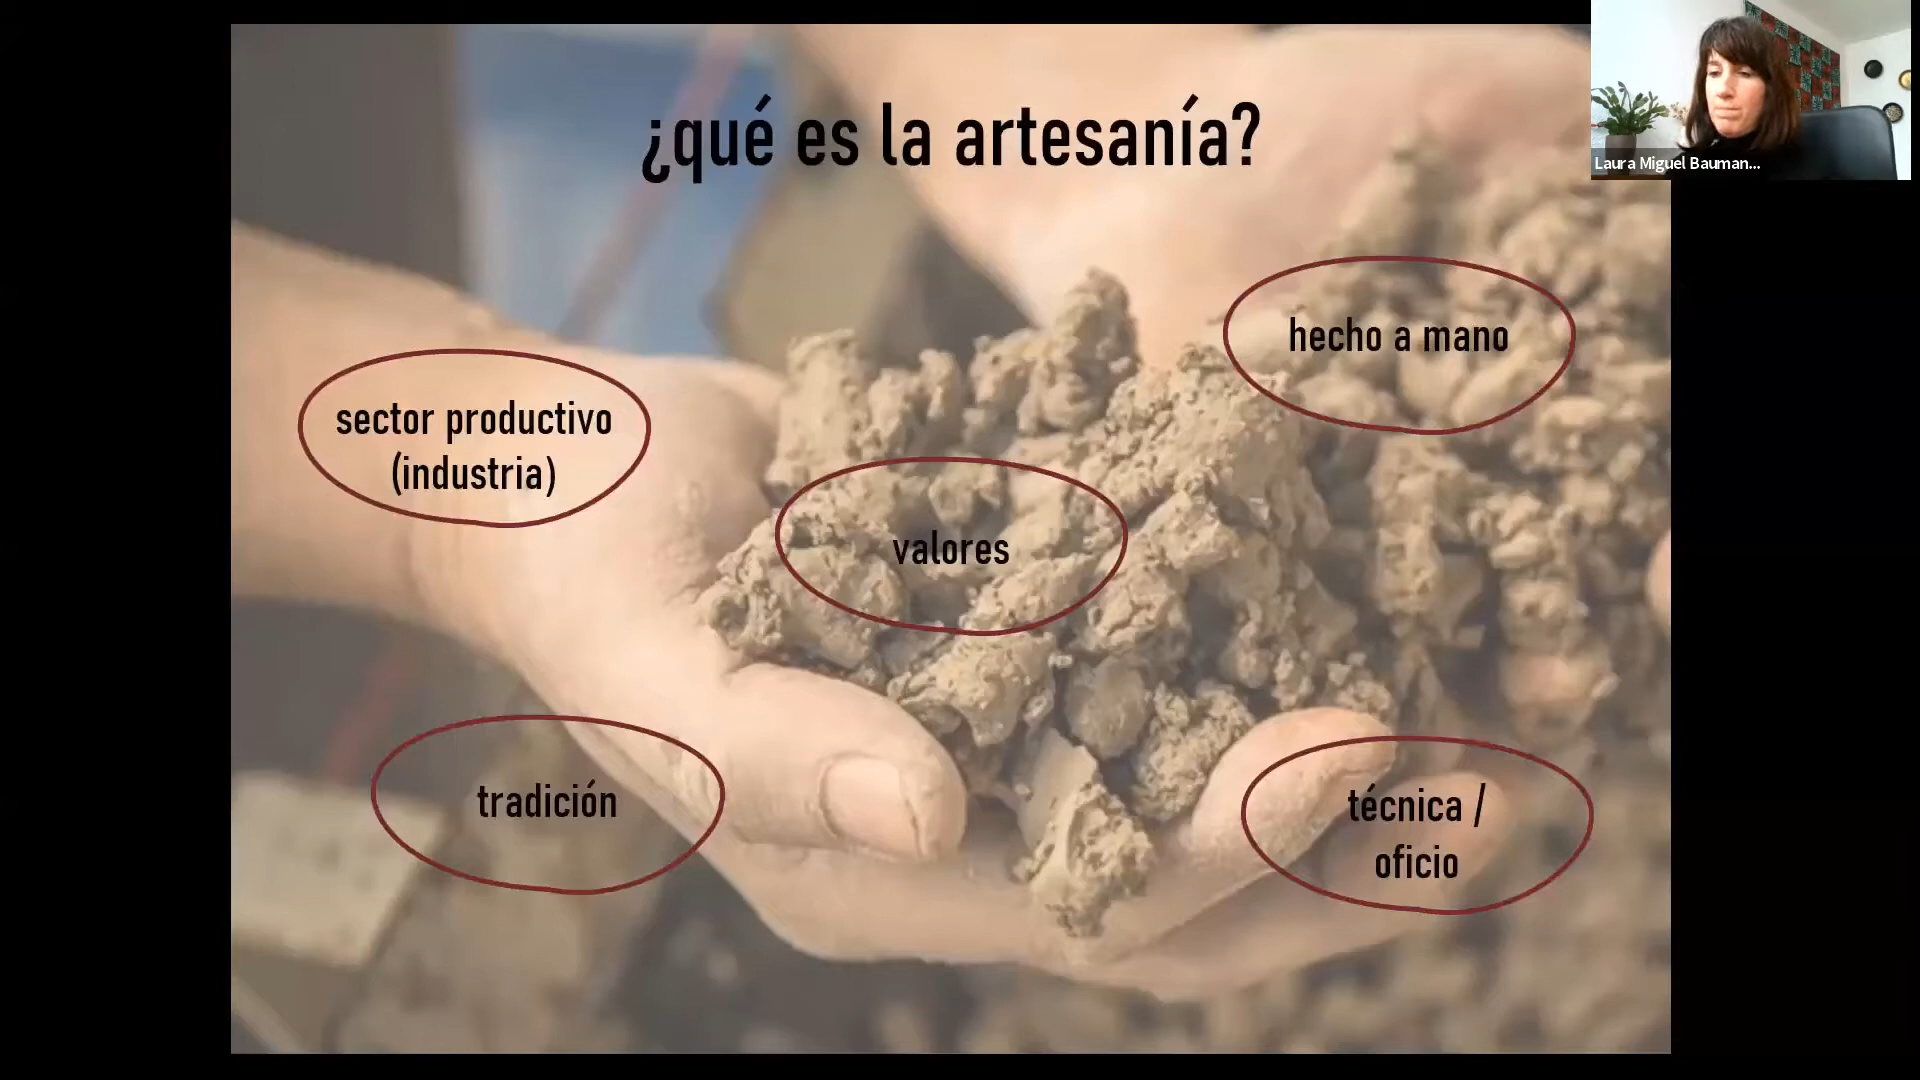 ¿qué es la artesanía?
Laura Miguel Bauman...
hecho a mano
sector productivo
(industria)
valores
tradición
técnica /
oficio